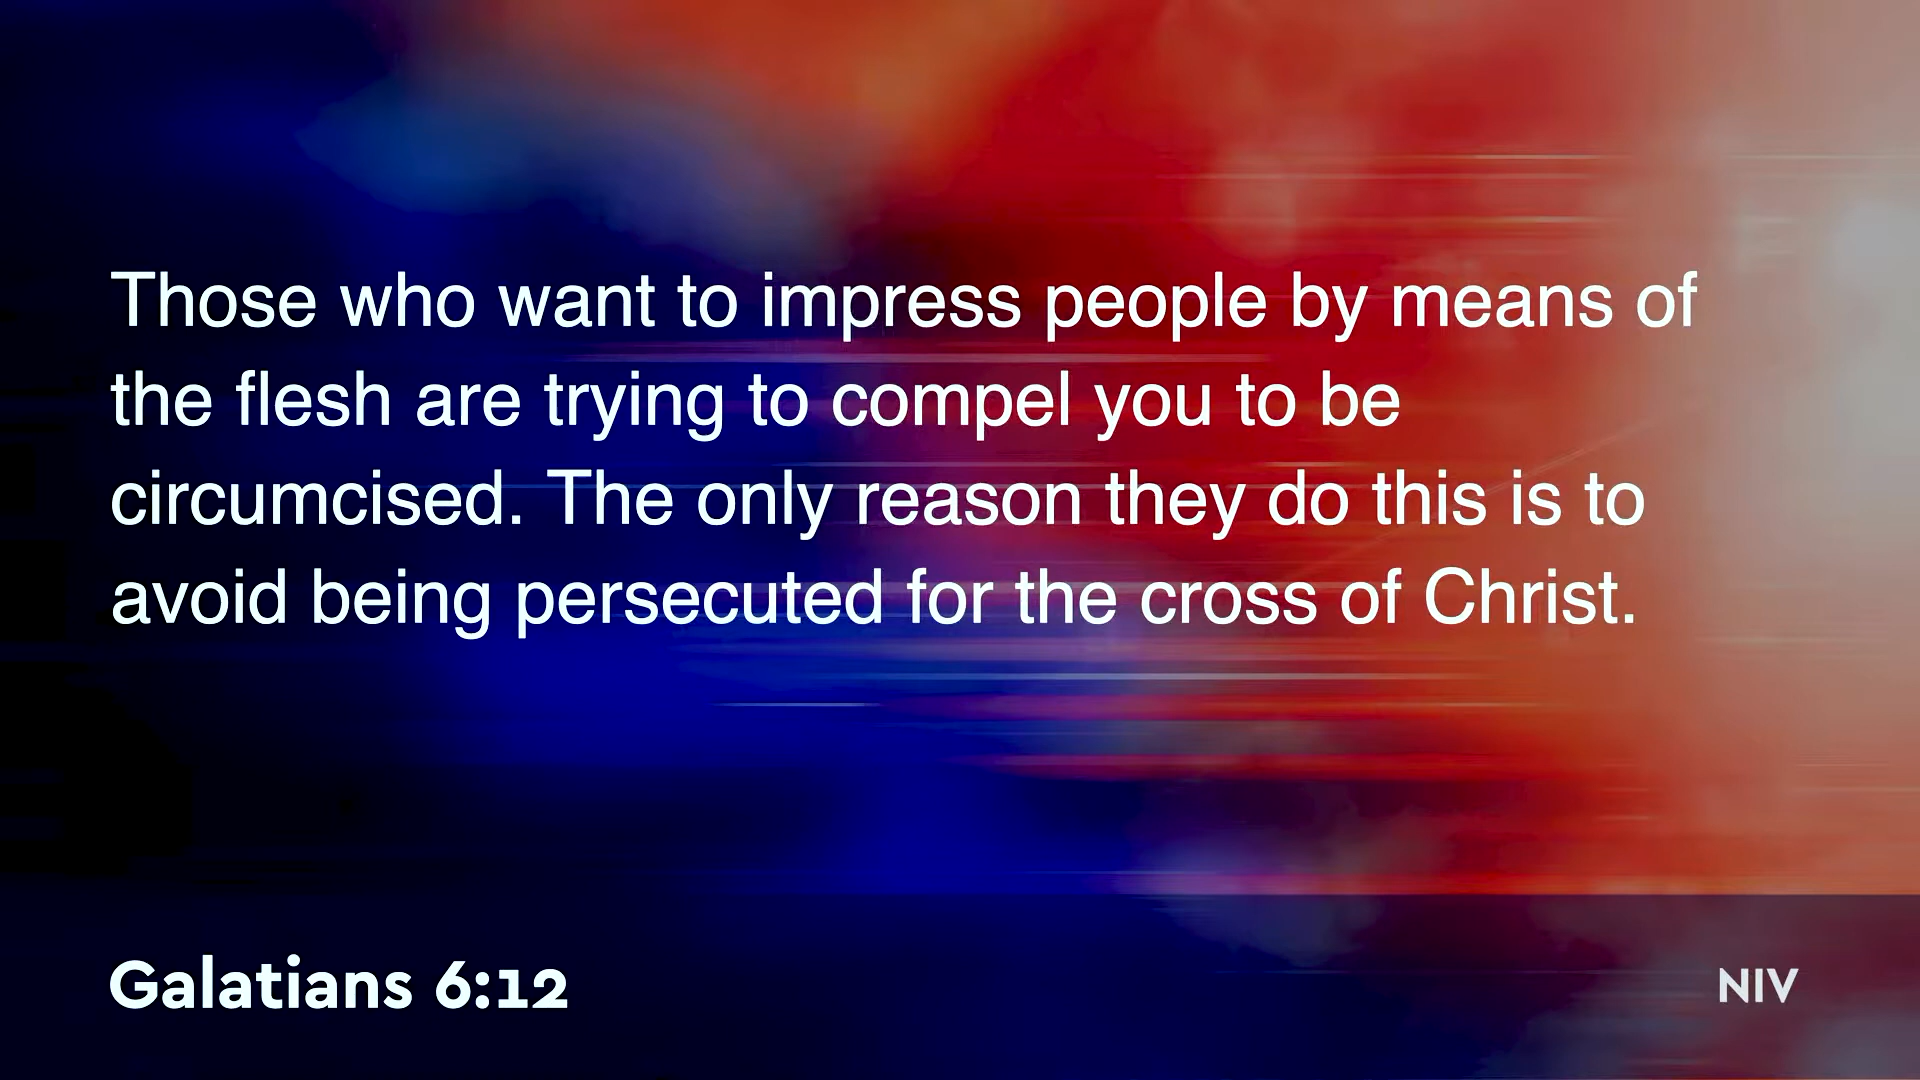 Those who want to impress people by means of
the flesh are trying to compel you to be
circumcised. The only reason they do this is to
avoid being persecuted for the cross of Christ.
Galatians 6:12
NIV